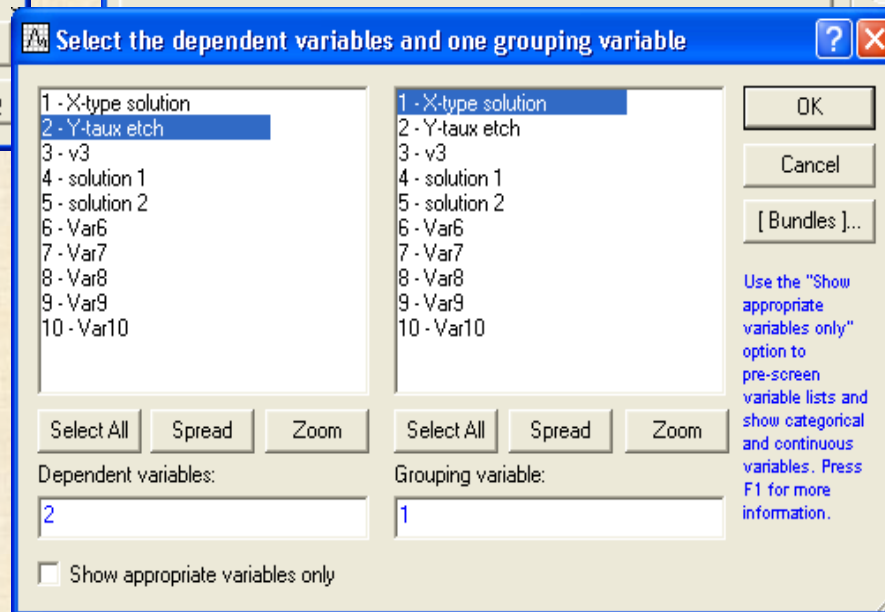 Select the dependent variables and one grouping variable
1 - X-type solution
2 - Y-taux etch
3 - v3
4 - solution 1
5 - solution 2
6 - Var6
7 - Var7
8 - Var8
9 - Var9
10 - Var10
1 - X-type solution
2 - Y-taux etch
3 - v3
4 - solution 1
5 - solution 2
6 - Var6
7 - Var7
8 - Var8
9 - Var9
10 - Var10
OK
Cancel
[ Bundles ]...
Use the "Show
appropriate
variables only"
option to
pre-screen
variable lists and
show categorical
and continuous
variables. Press
F1 for more
information.
Select All Spread Zoom
Select All Spread Zoom
Dependent variables:
2
Grouping variable:
1
Show appropriate variables only